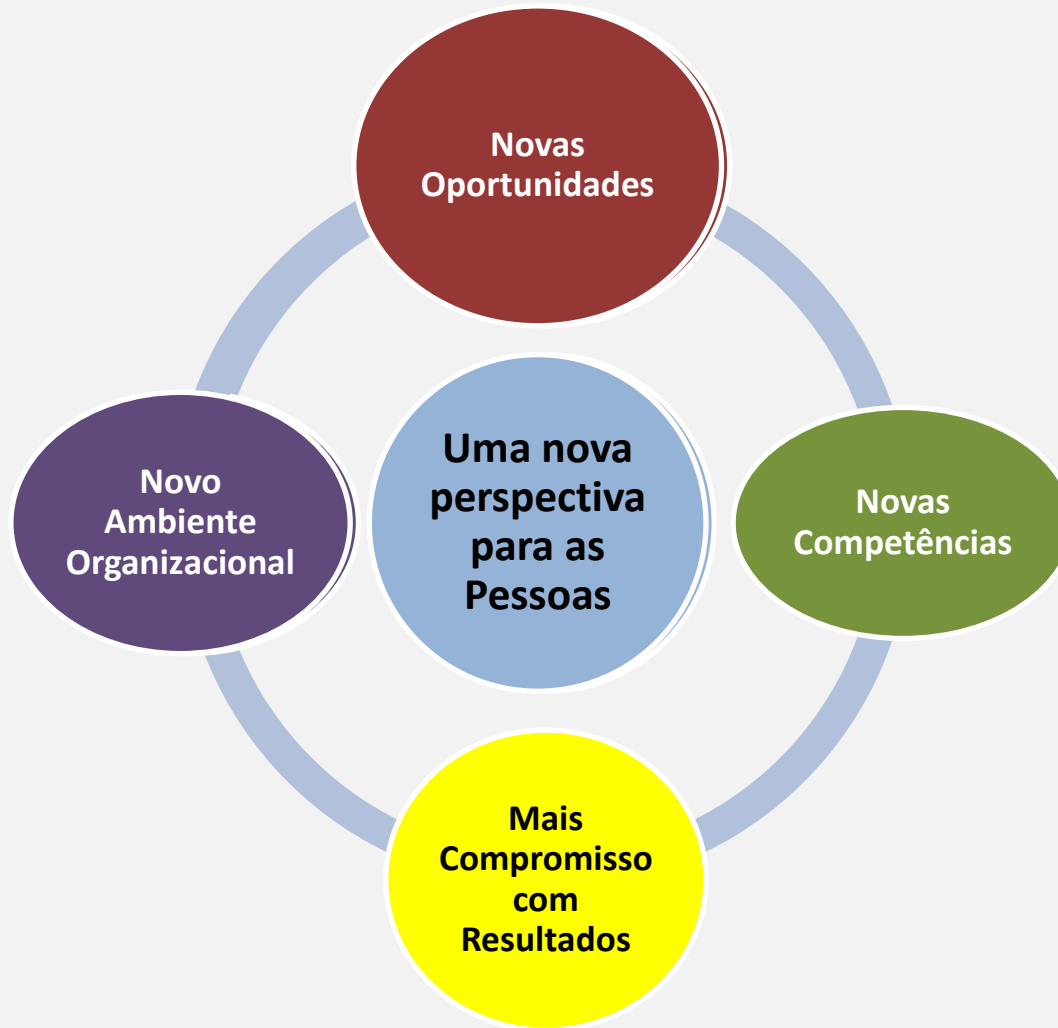 Novas
Oportunidades
Novo
Ambiente
Organizacional
Uma nova
perspectiva
para as
Pessoas
Novas
Competências
Mais
Compromisso
com
Resultados